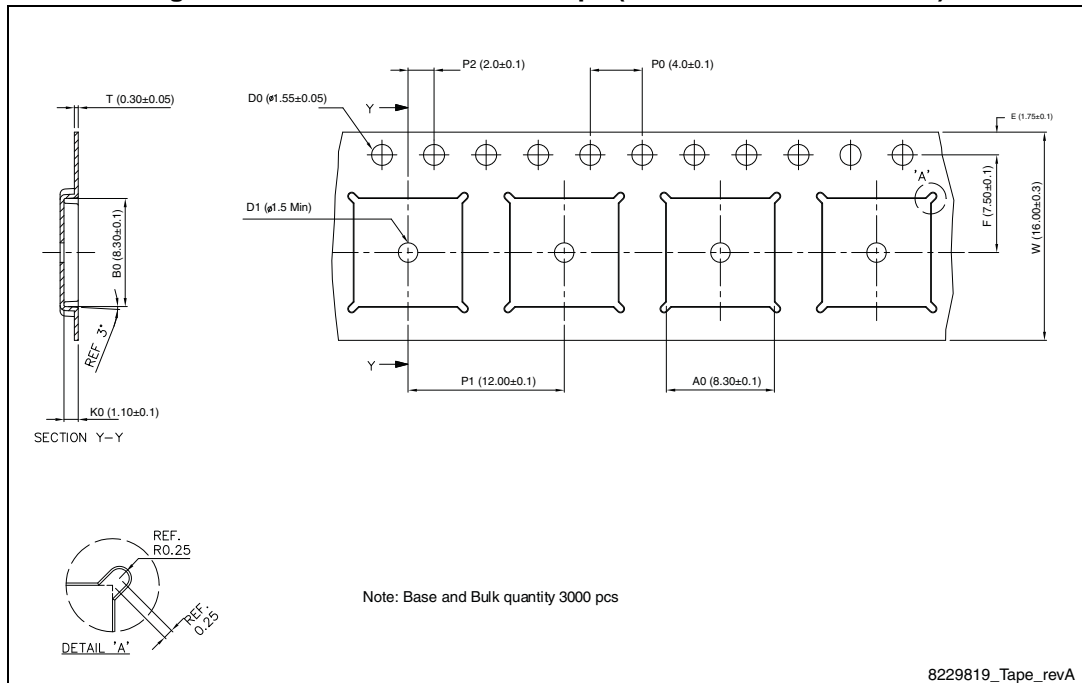 P2 (2.0±0.1)
P0 (4.0±0.1)
T (0.30±0.05)
D0 (ø1.55±0.05)
Y
E (1.75±0.1)
'A'
F (7.50±0.1)
W (16.00±0.3)
D1 (ø1.5 Min)
B0 (8.30±0.1)
REF 3°
Y
P1 (12.00±0.1)
A0 (8.30±0.1)
K0 (1.10±0.1)
SECTION Y-Y
REF.
R0.25
REF.
0.25
DETAIL 'A'
Note: Base and Bulk quantity 3000 pcs
8229819_Tape_revA